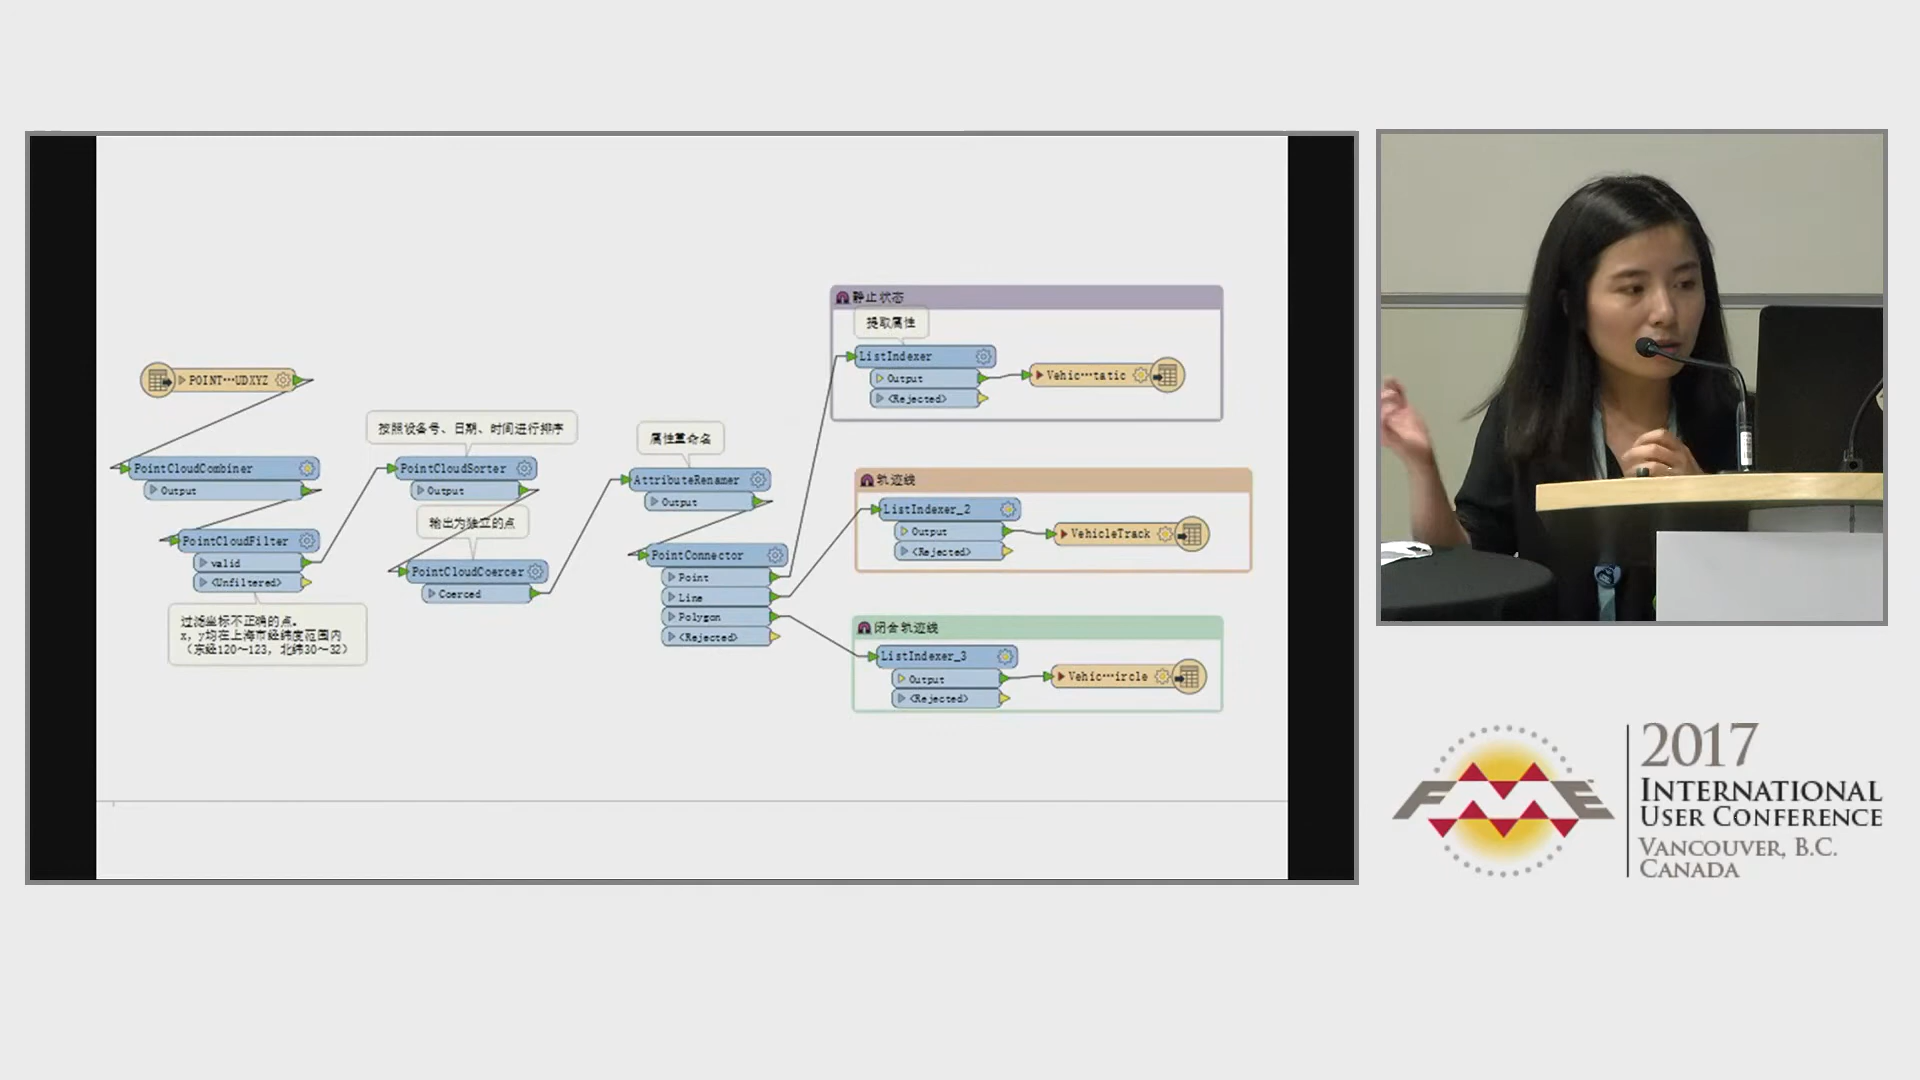 POINT···UDXYZ
PointCloudCombiner
Output
PointCloudFilter
valid
<Unfiltered>
过滤坐标不正确的点。
x，y均在上海市经纬度范围内
（东经120～123，北纬30～32）
按照设备号、日期、时间进行排序
PointCloudSorter
Output
输出为独立的点
PointCloudCoercer
Coerced
属性重命名
AttributeRenamer
Output
PointConnector
Point
Line
Polygon
<Rejected>
静止状态
提取属性
ListIndexer
Output
<Rejected>
Vehic···tatic
轨迹线
ListIndexer_2
Output
<Rejected>
VehicleTrack
闭合轨迹线
ListIndexer_3
Output
<Rejected>
Vehic···ircle
FME
2017
INTERNATIONAL
USER CONFERENCE
VANCOUVER, B.C.
CANADA